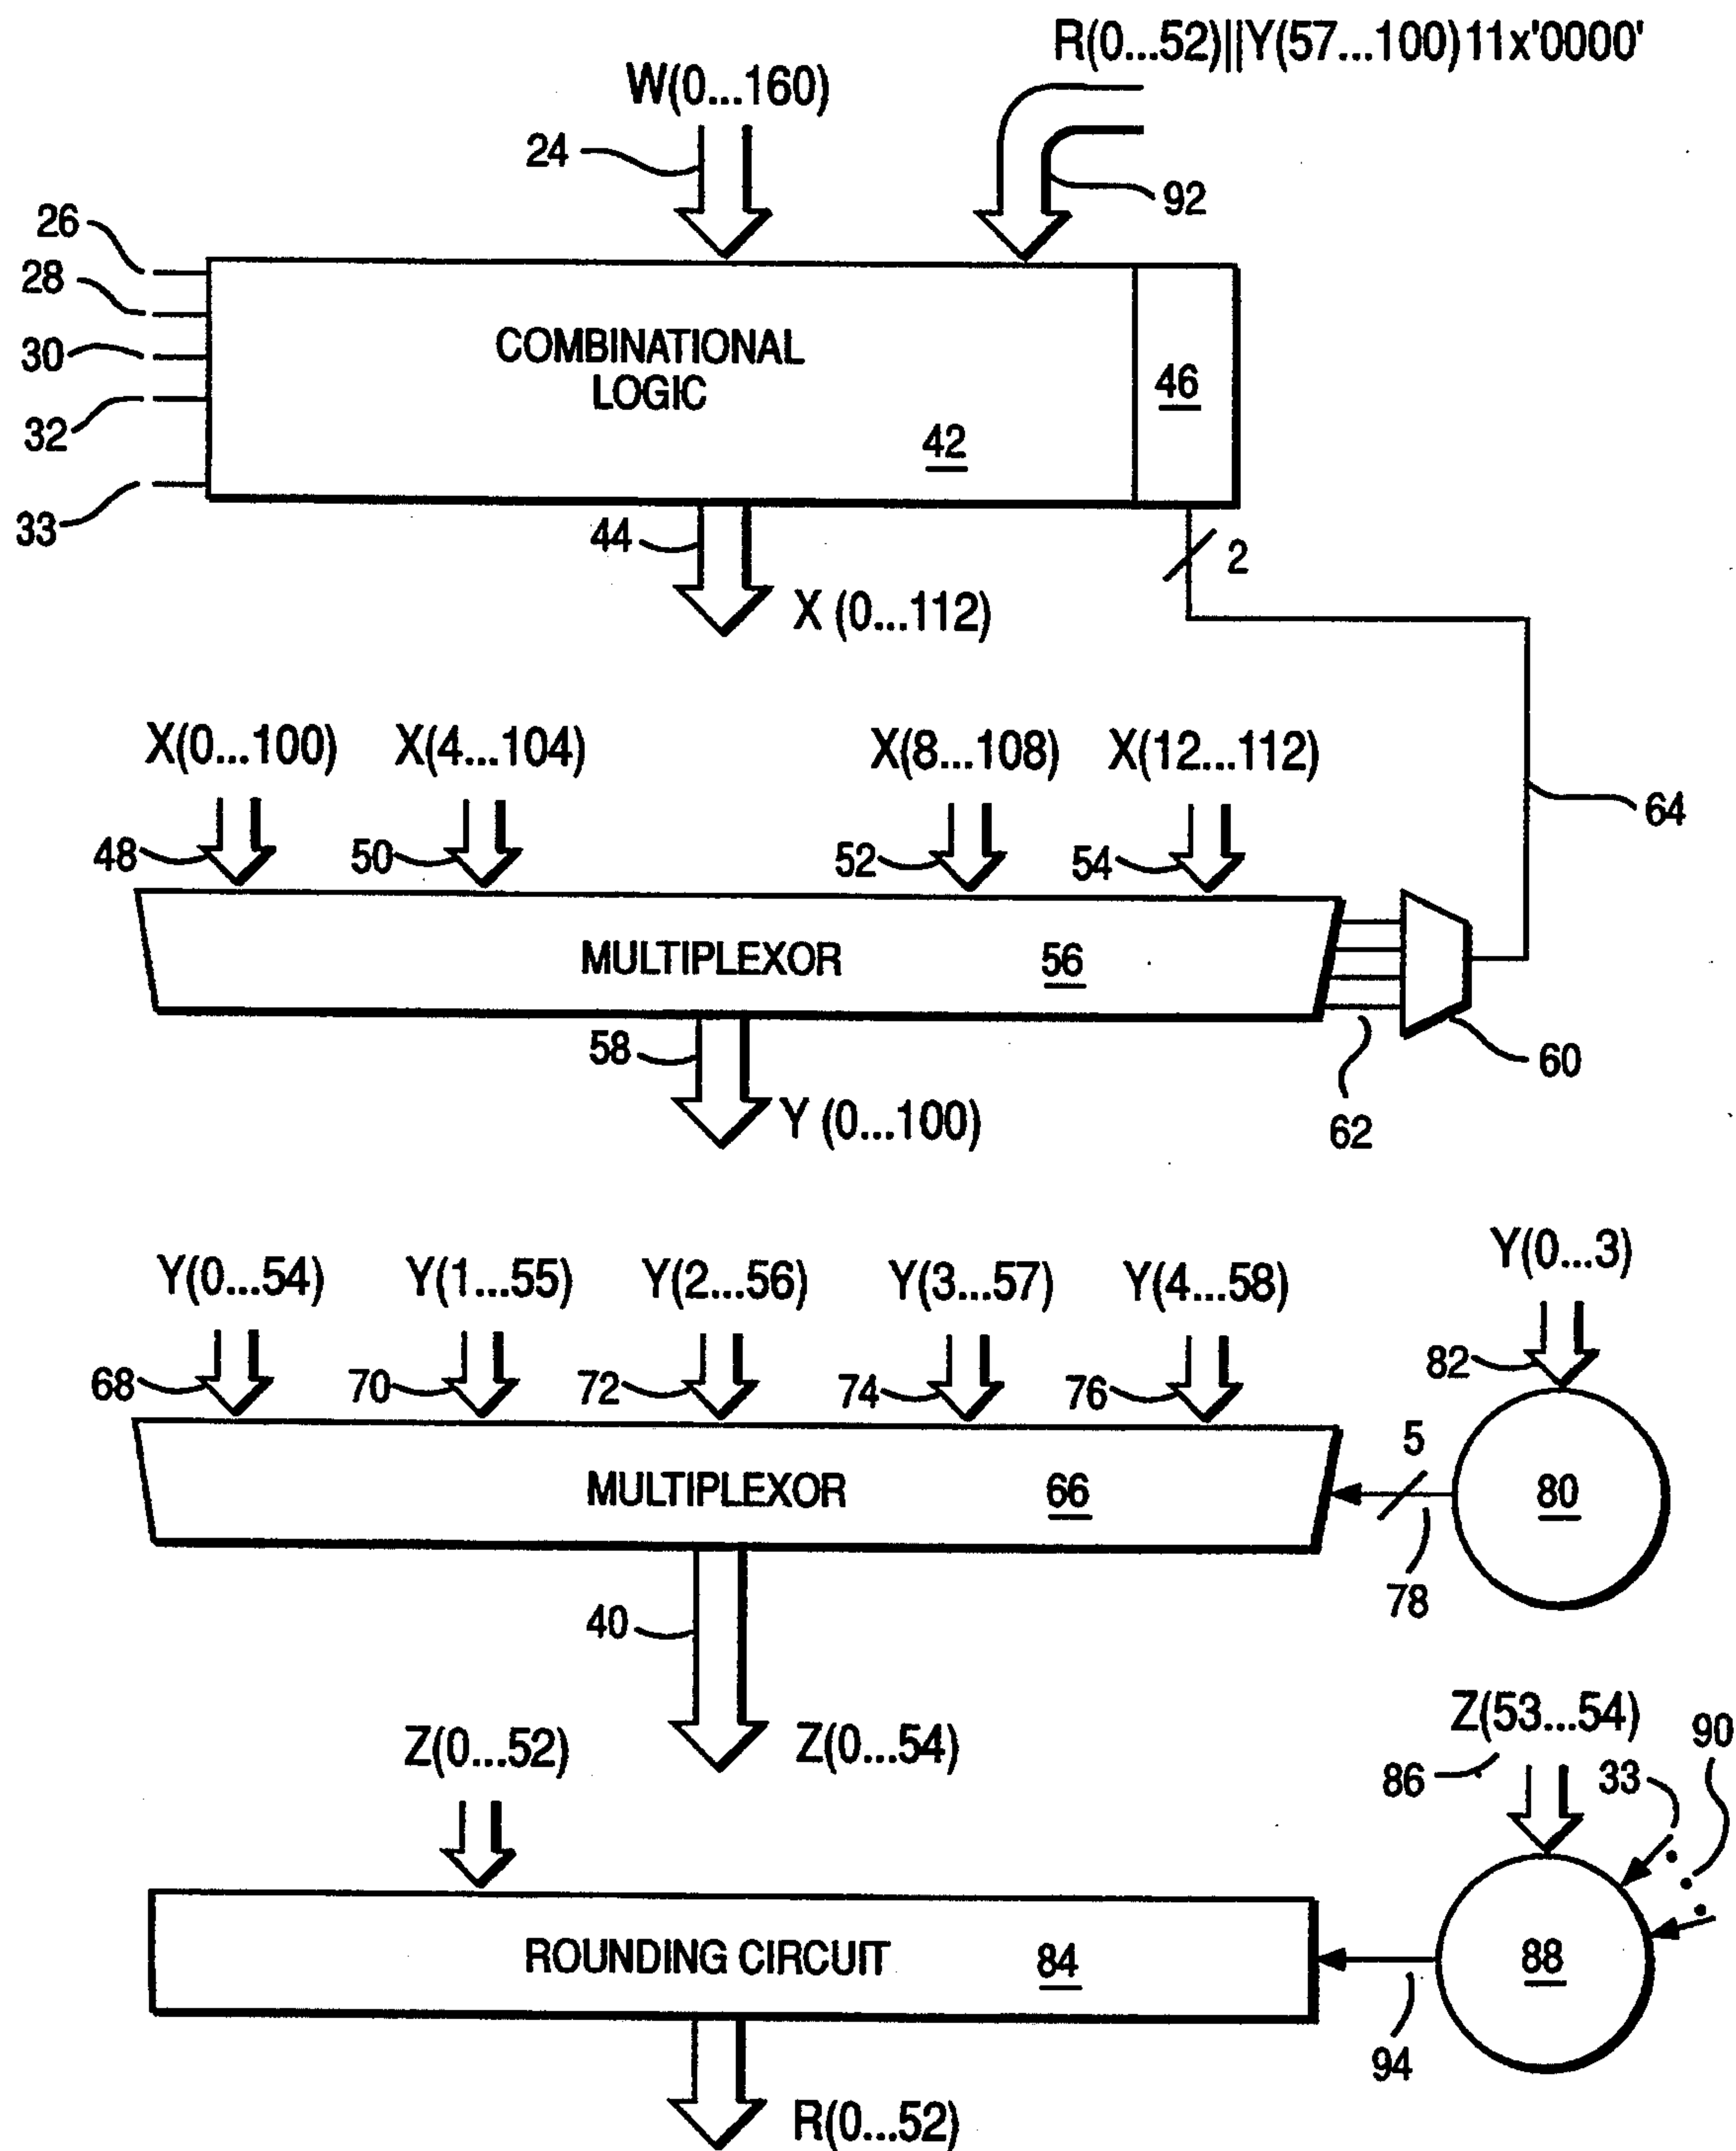 R(0...52)||Y(57...100)11x'0000'
W(0...160)
24
92
26
28
30
32
33
COMBINATIONAL
LOGIC
42
46
44
2
X (0...112)
X(0...100)
X(4...104)
X(8...108)
X(12...112)
64
48
50
52
54
MULTIPLEXOR
56
58
60
62
Y (0...100)
Y(0...54)
Y(1...55)
Y(2...56)
Y(3...57)
Y(4...58)
Y(0...3)
68
70
72
74
76
82
5
MULTIPLEXOR
66
80
78
40
Z(0...52)
Z(0...54)
Z(53...54)
90
86
33
ROUNDING CIRCUIT
84
88
94
R(0...52)